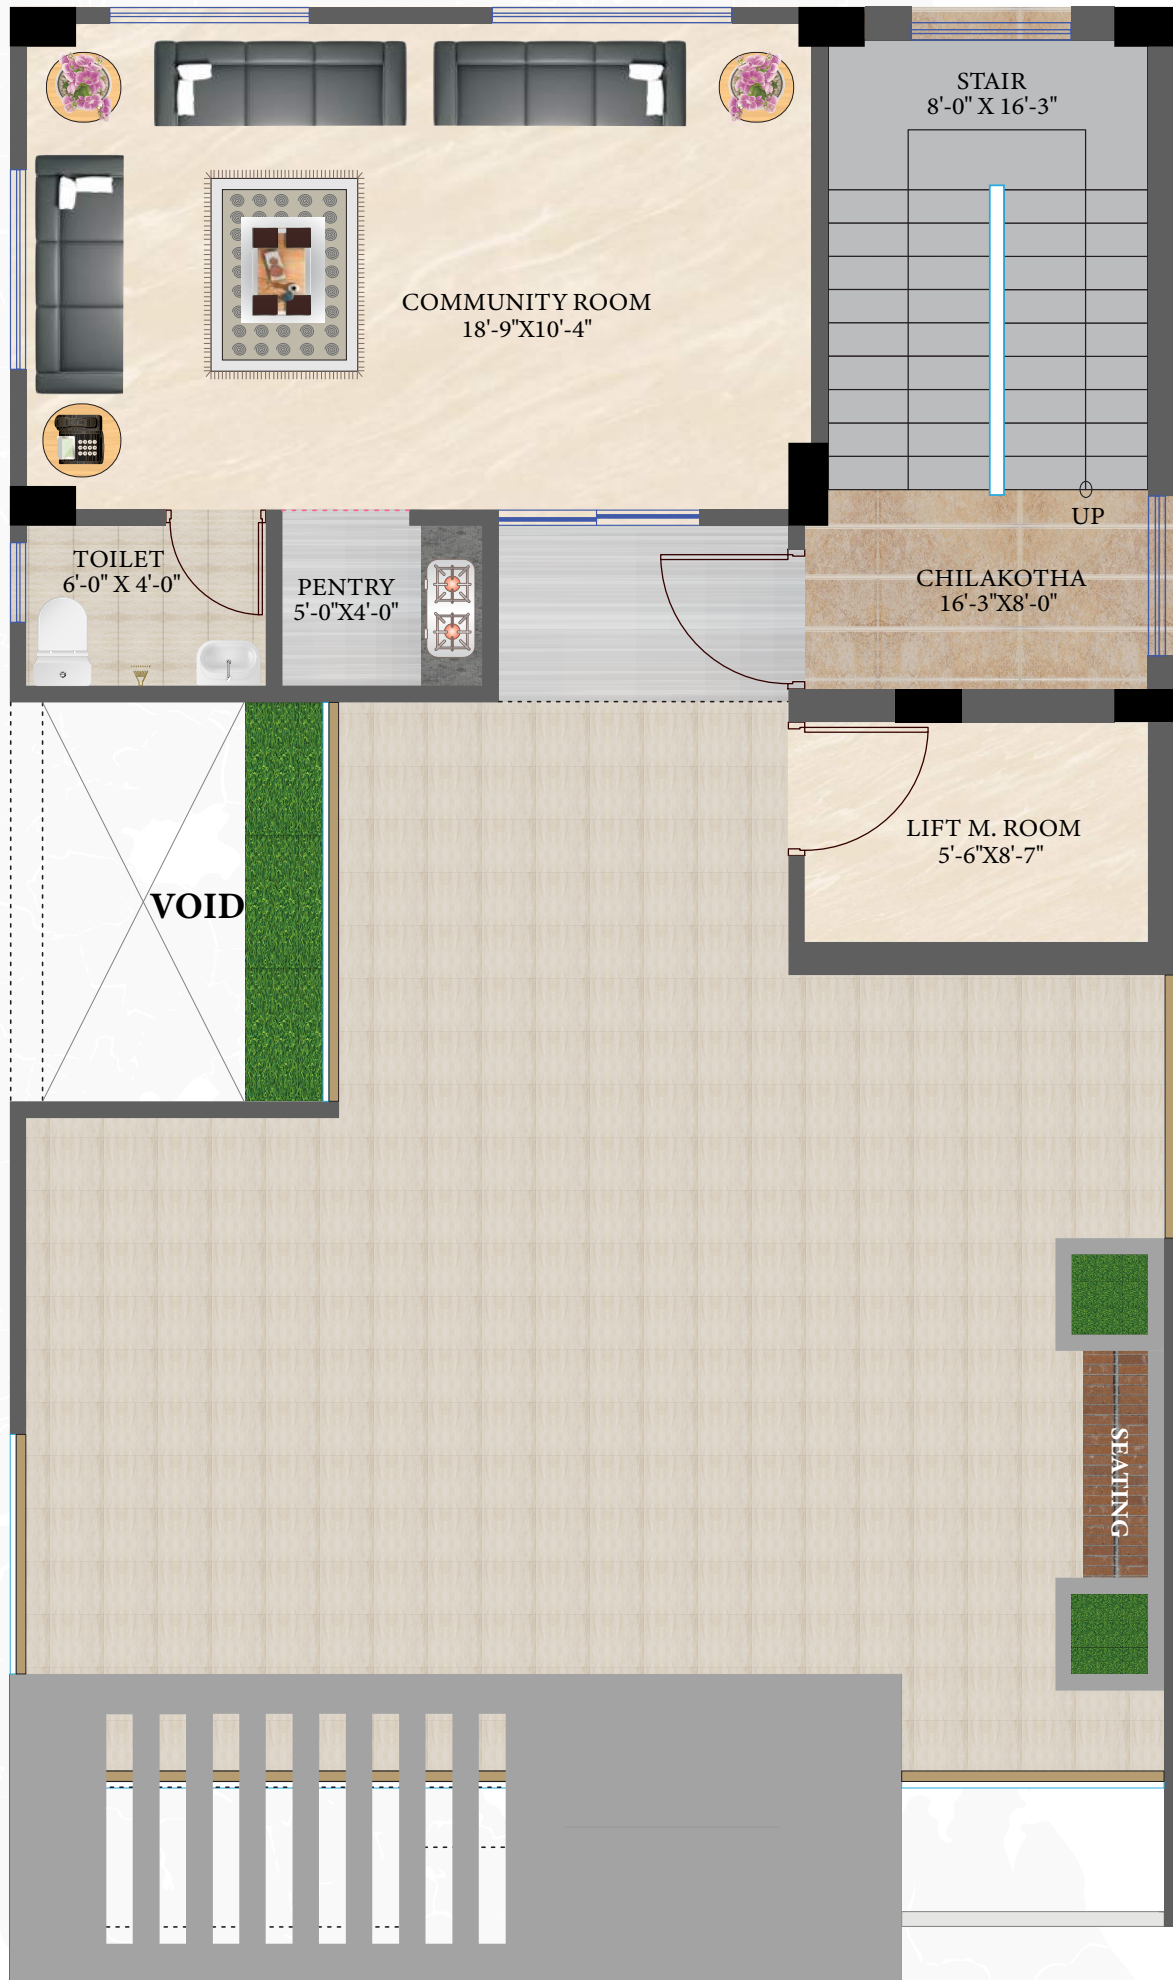 STAIR
8'-0" X 16'-3"
COMMUNITY ROOM
18'-9"X10'-4"
UP
TOILET
6'-0" X 4'-0"
PENTRY
5'-0"X4'-0"
CHILAKOTHA
16'-3"X8'-0"
LIFT M. ROOM
5'-6"X8'-7"
VOID
SEATING